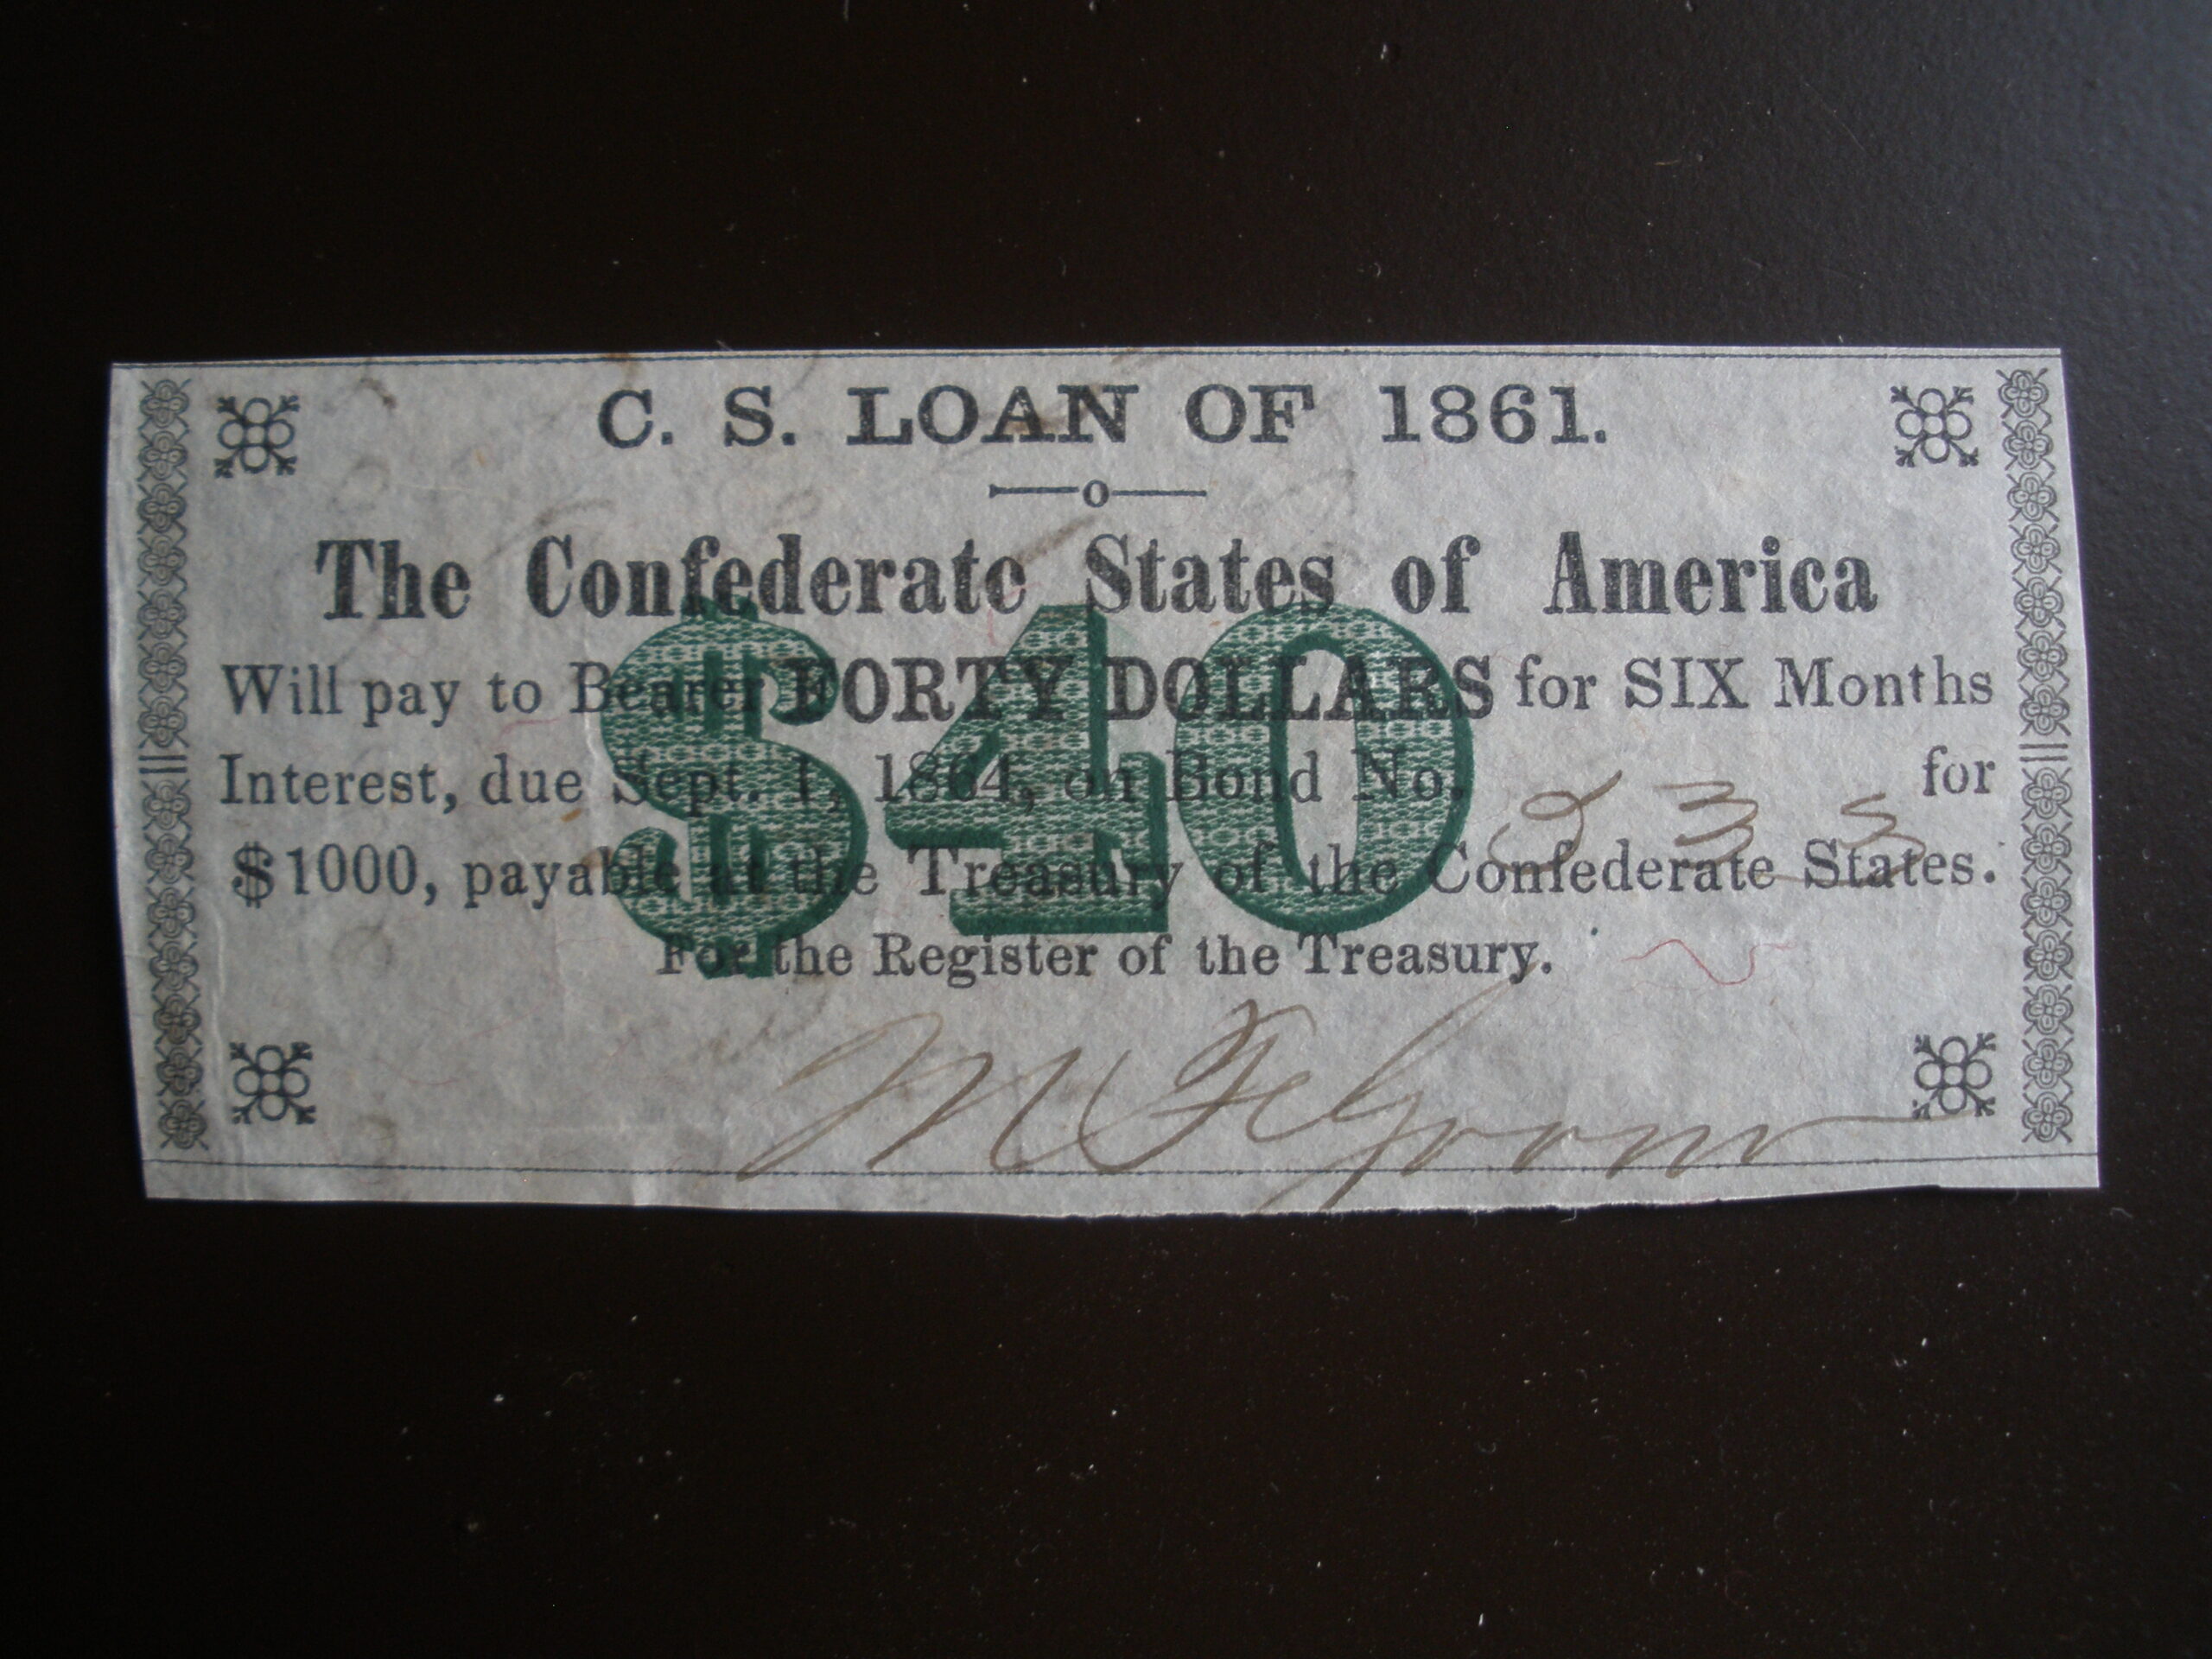 C. S. LOAN OF 1861.
The Confederate States of America
Will pay to Bearer FORTY DOLLARS for SIX Months
$40
Interest, due Sept. 1, 1864, on Bond No. 233 for
$1000, payable at the Treasury of the Confederate States.
For the Register of the Treasury.